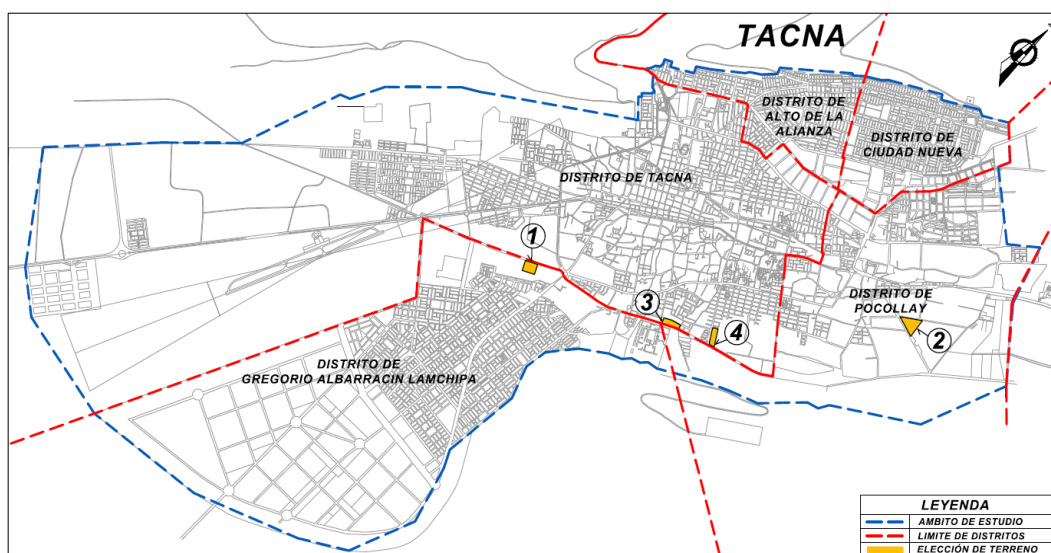 TACNA
DISTRITO DE
ALTO DE LA
ALIANZA
DISTRITO DE
CIUDAD NUEVA
DISTRITO DE TACNA
1
3
4
DISTRITO DE
POCOLLAY
2
DISTRITO DE
GREGORIO ALBARRACIN LAMCHIPA
LEYENDA
AMBITO DE ESTUDIO
LIMITE DE DISTRITOS
ELECCIÓN DE TERRENO